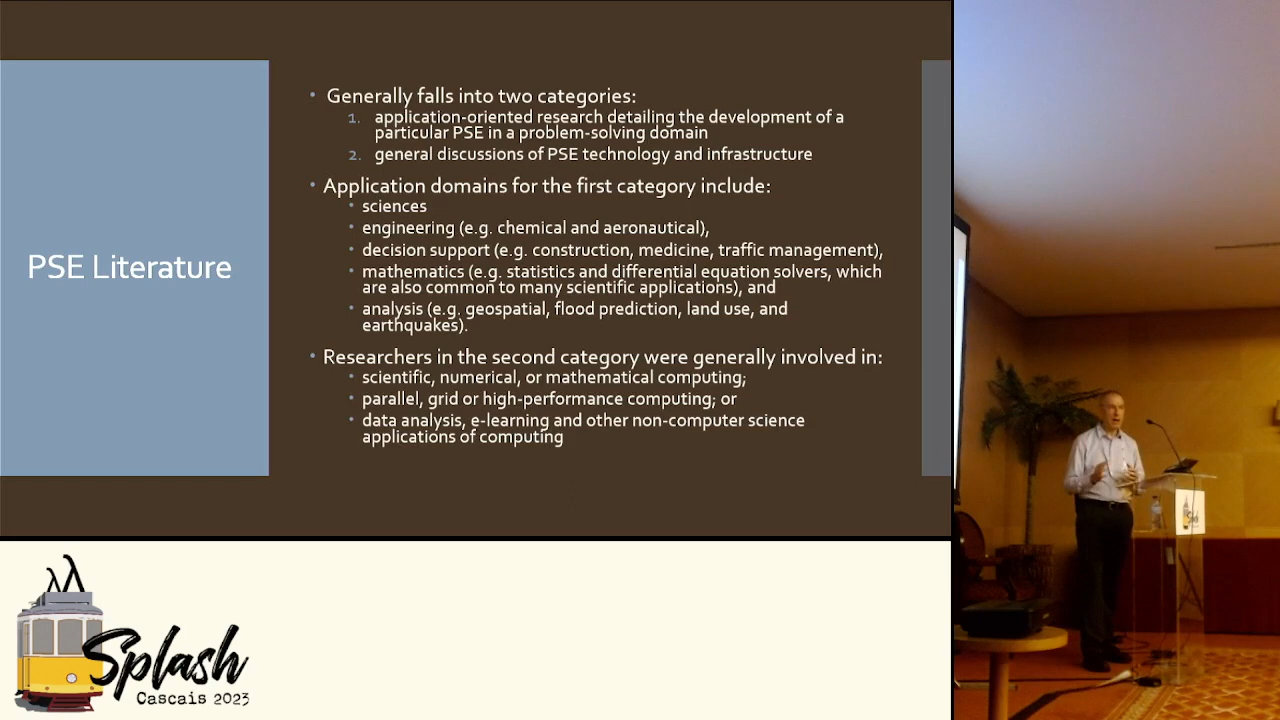 PSE Literature
• Generally falls into two categories:
1. application-oriented research detailing the development of a
particular PSE in a problem-solving domain
2. general discussions of PSE technology and infrastructure
• Application domains for the first category include:
• sciences
• engineering (e.g. chemical and aeronautical),
• decision support (e.g. construction, medicine, traffic management),
• mathematics (e.g. statistics and differential equation solvers, which
are also common to many scientific applications), and
• analysis (e.g. geospatial, flood prediction, land use, and
earthquakes).
• Researchers in the second category were generally involved in:
• scientific, numerical, or mathematical computing;
• parallel, grid or high-performance computing; or
• data analysis, e-learning and other non-computer science
applications of computing
Splash
Cascais 2023